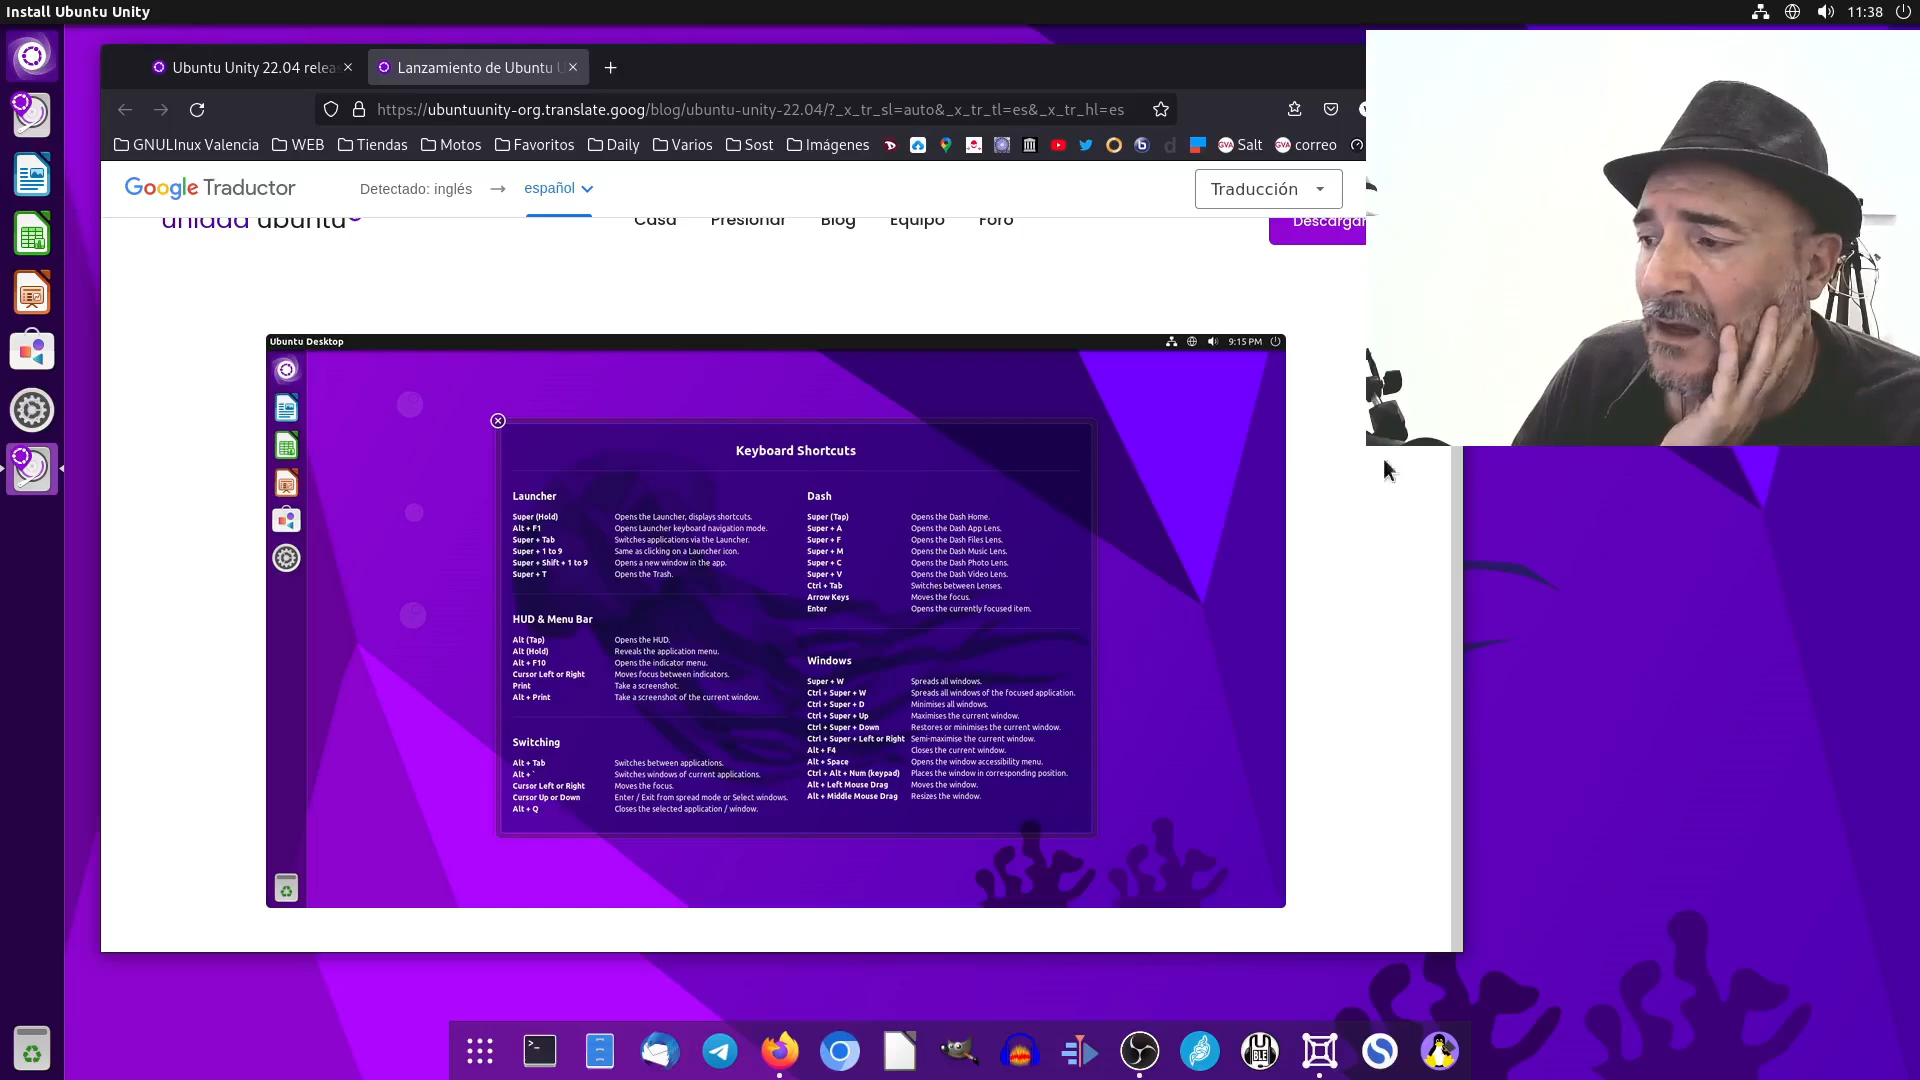 Install Ubuntu Unity
11:38
Ubuntu Unity 22.04 relea
Lanzamiento de Ubuntu U
https://ubuntuunity-org.translate.goog/blog/ubuntu-unity-22.04/?_x_tr_sl=auto&_x_tr_tl=es&_x_tr_hl=es
GNULInux Valencia
WEB
Tiendas
Motos
Favoritos
Daily
Varios
Sost
Imágenes
GVA Salt
GVA correo
Google Traductor
Detectado: inglés
→
español
Traducción
unidad ubuntu
Casa
Presionar
Blog
Equipo
Foro
Descargar
Ubuntu Desktop
9:15 PM
Keyboard Shortcuts
Launcher
Super (Hold) Opens the Launcher, displays shortcuts.
Alt + F1 Opens Launcher keyboard navigation mode.
Super + Tab Switches applications via the Launcher.
Super + 1 to 9 Same as clicking on a Launcher icon.
Super + Shift + 1 to 9 Opens a new window in the app.
Super + T Opens the Trash.
HUD & Menu Bar
Alt (Tap) Opens the HUD.
Alt (Hold) Reveals the application menu.
Alt + F10 Opens the indicator menu.
Cursor Left or Right Moves focus between indicators.
Print Take a screenshot.
Alt + Print Take a screenshot of the current window.
Switching
Alt + Tab Switches between applications.
Alt + ` Switches windows of current applications.
Cursor Left or Right Moves the focus.
Cursor Up or Down Enter / Exit from spread mode or Select windows.
Alt + Q Closes the selected application / window.
Dash
Super (Tap) Opens the Dash Home.
Super + A Opens the Dash App Lens.
Super + F Opens the Dash Files Lens.
Super + M Opens the Dash Music Lens.
Super + C Opens the Dash Photo Lens.
Super + V Opens the Dash Video Lens.
Ctrl + Tab Switches between Lenses.
Arrow Keys Moves the focus.
Enter Opens the currently focused item.
Windows
Super + W Spreads all windows.
Ctrl + Super + W Spreads all windows of the focused application.
Ctrl + Super + D Minimises all windows.
Ctrl + Super + Up Maximises the current window.
Ctrl + Super + Down Restores or minimises the current window.
Ctrl + Super + Left or Right Semi-maximise the current window.
Alt + F4 Closes the current window.
Alt + Space Opens the window accessibility menu.
Ctrl + Alt + Num (keypad) Places the window in corresponding position.
Alt + Left Mouse Drag Moves the window.
Alt + Middle Mouse Drag Resizes the window.
BLE